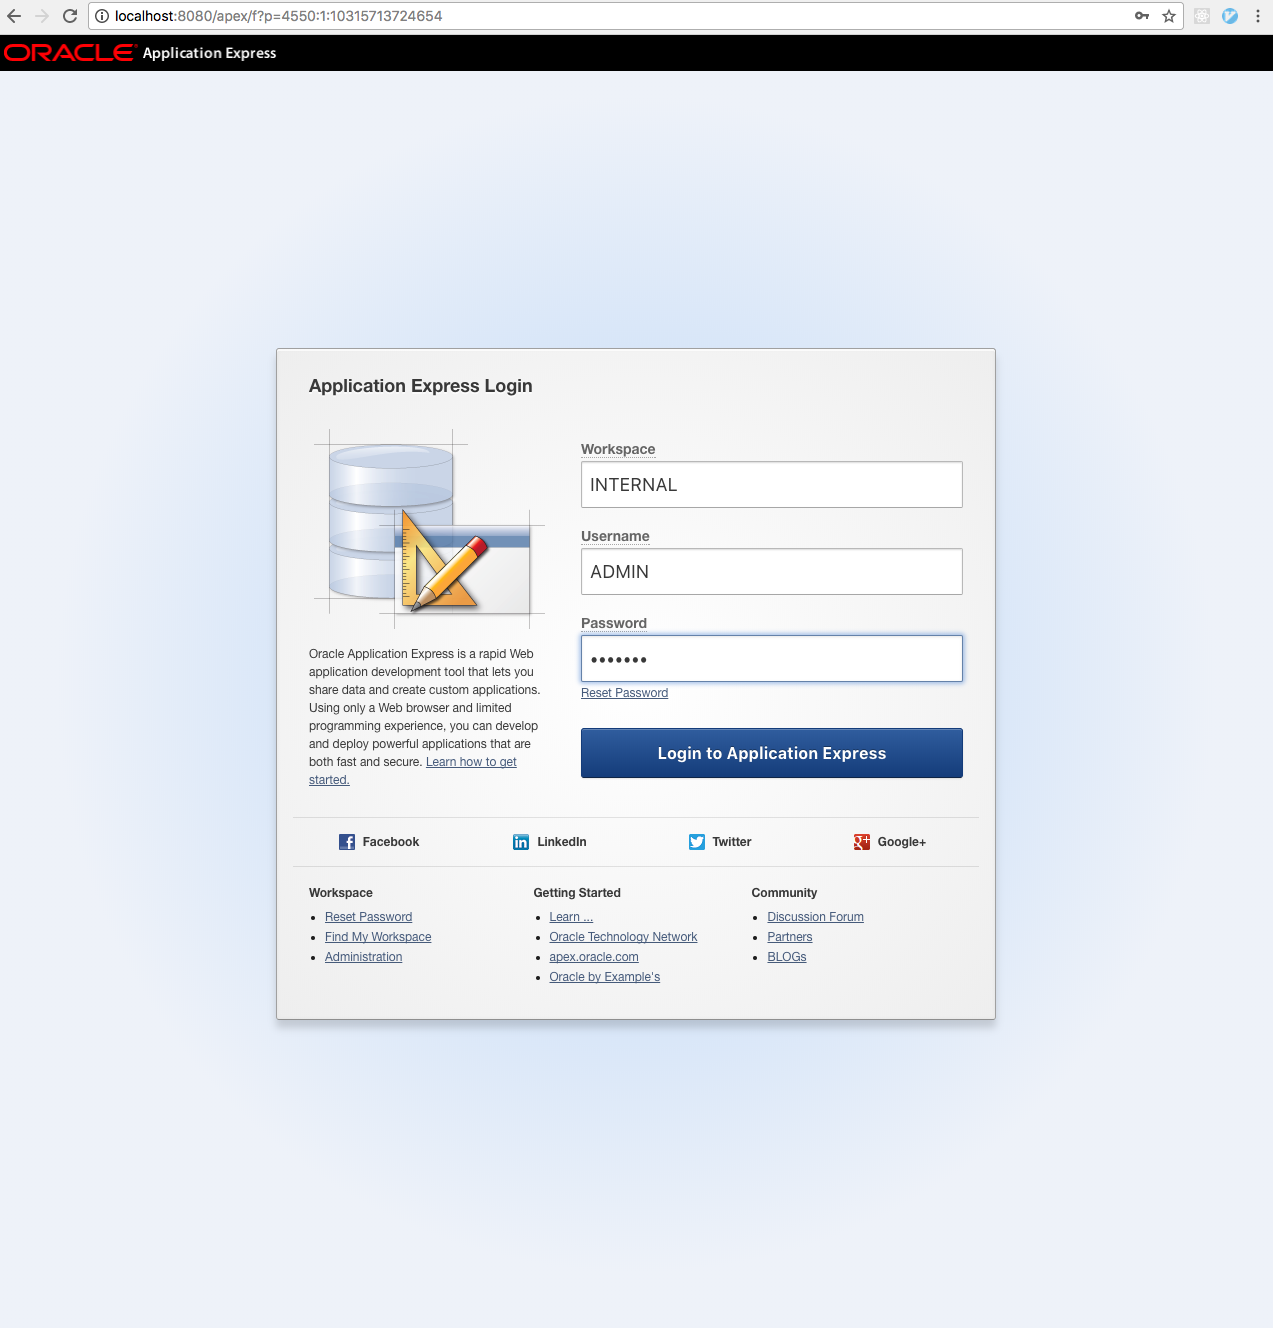 localhost:8080/apex/f?p=4550:1:10315713724654
ORACLE Application Express
Application Express Login
Workspace
INTERNAL
Username
ADMIN
Password
•••••••
Reset Password
Login to Application Express
Oracle Application Express is a rapid Web
application development tool that lets you
share data and create custom applications.
Using only a Web browser and limited
programming experience, you can develop
and deploy powerful applications that are
both fast and secure. Learn how to get
started.
Facebook
LinkedIn
Twitter
Google+
Workspace
Reset Password
Find My Workspace
Administration
Getting Started
Learn ...
Oracle Technology Network
apex.oracle.com
Oracle by Example's
Community
Discussion Forum
Partners
BLOGs